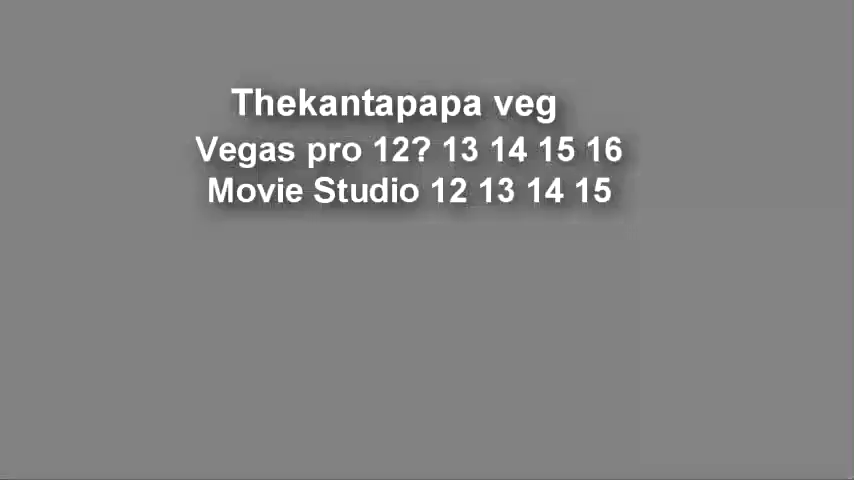 Thekantapapa veg
Vegas pro 12? 13 14 15 16
Movie Studio 12 13 14 15